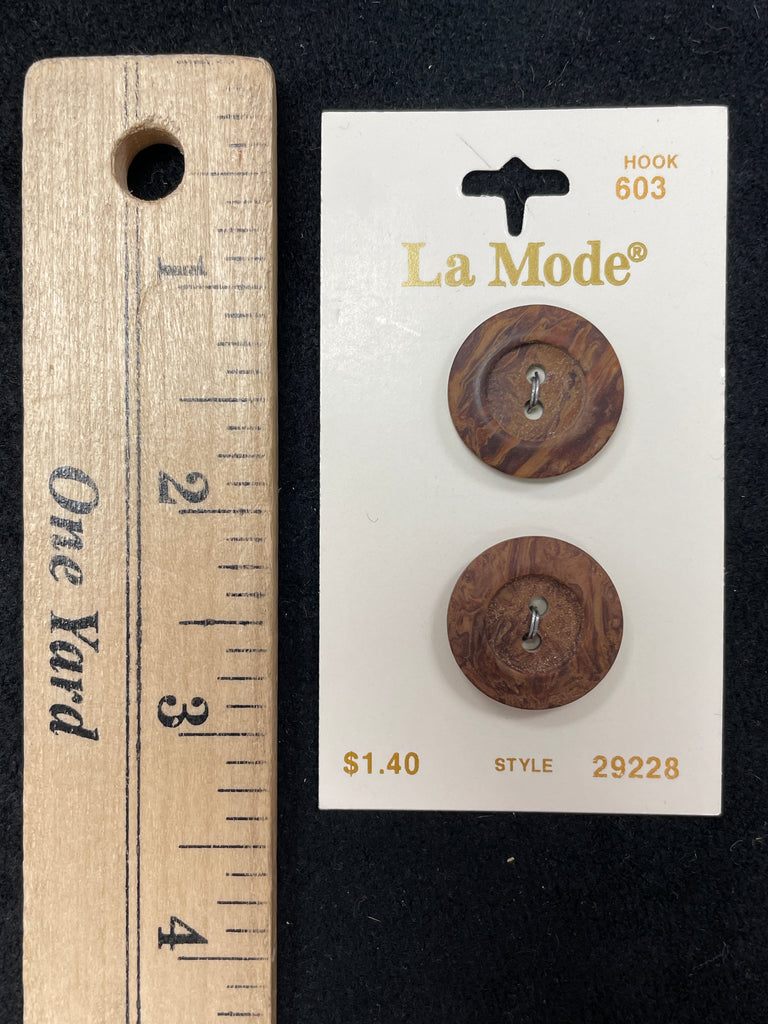 HOOK
603
La Mode®
$1.40 STYLE 29228
One Yard
1
2
3
4